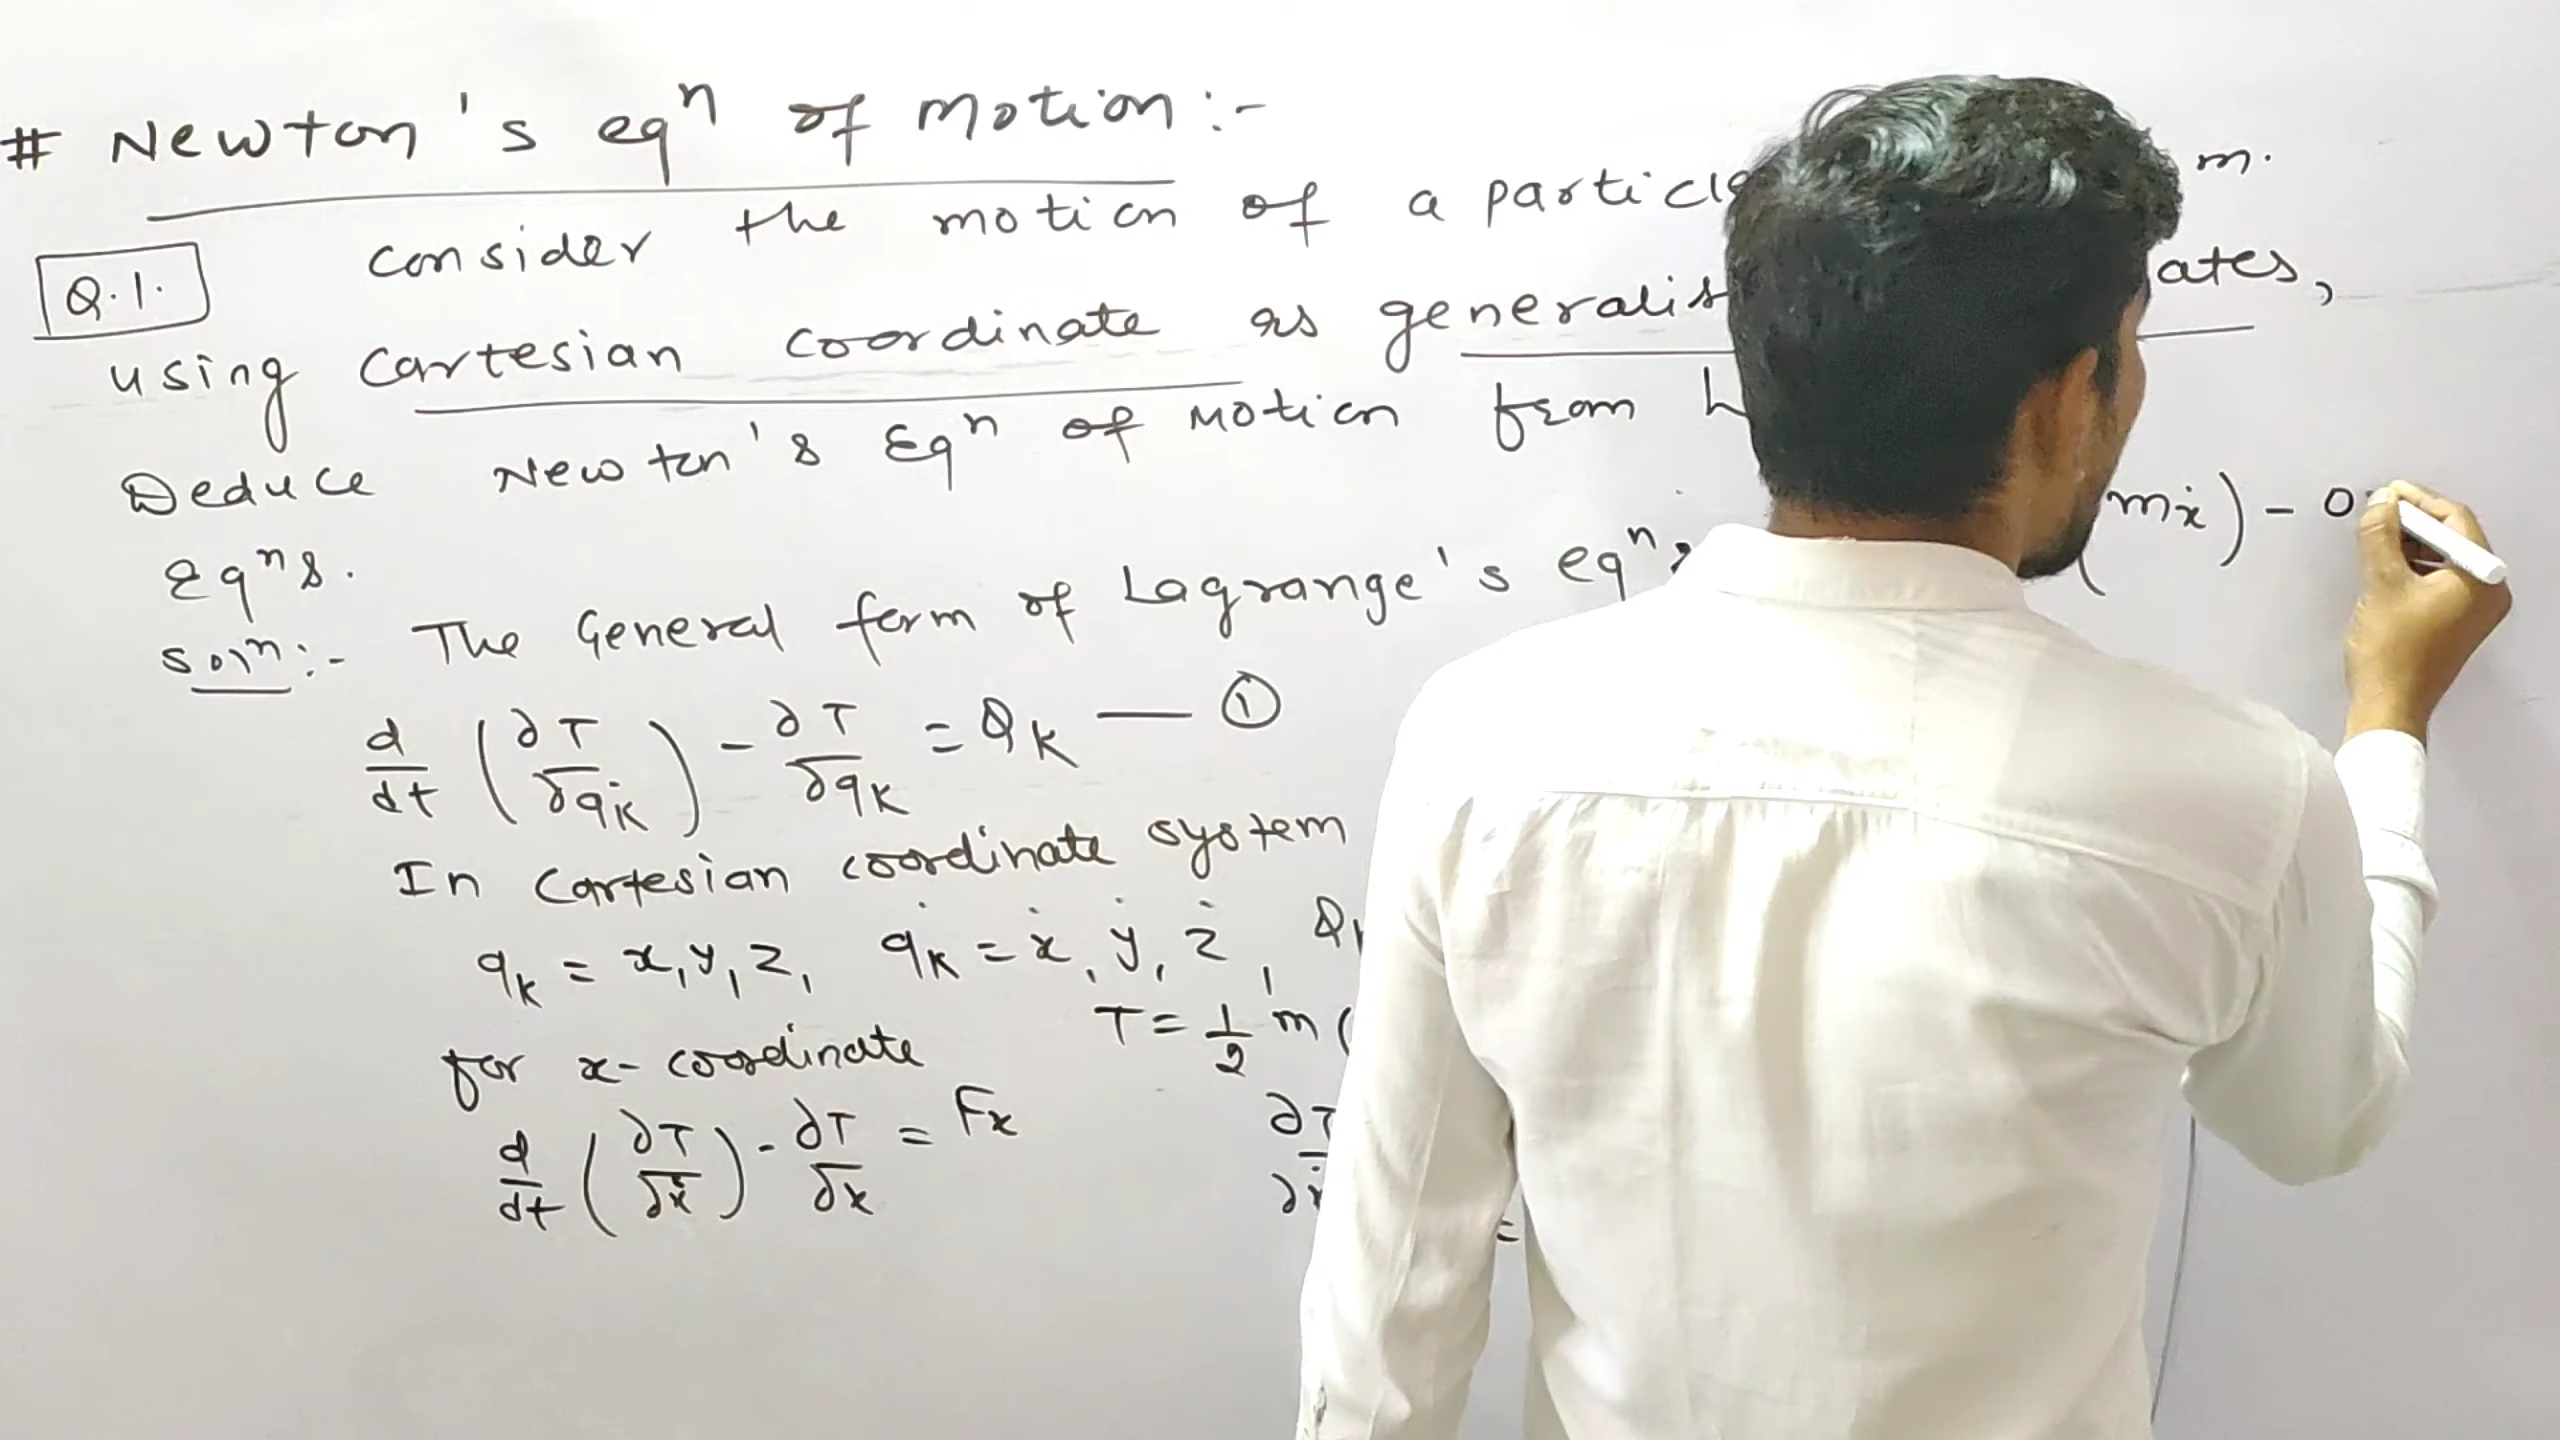 # Newton's eqⁿ of motion :-
Q.1. consider the motion of a particle m.
using cartesian coordinate as ates,
Deduce Newton's Eqⁿ of Motion from
Eqⁿs.
Solⁿ:- The General form of Lagrange's eqⁿ
mẋ) - 0
d/dt (∂T/∂q̇k) - ∂T/∂qk = Qk — ①
In Cartesian coordinate system
qk = x, y, z, q̇k = ẋ, ẏ, ż,
T = 1/2 m (
for x-coordinate
d/dt (∂T/∂ẋ) - ∂T/∂x = Fx